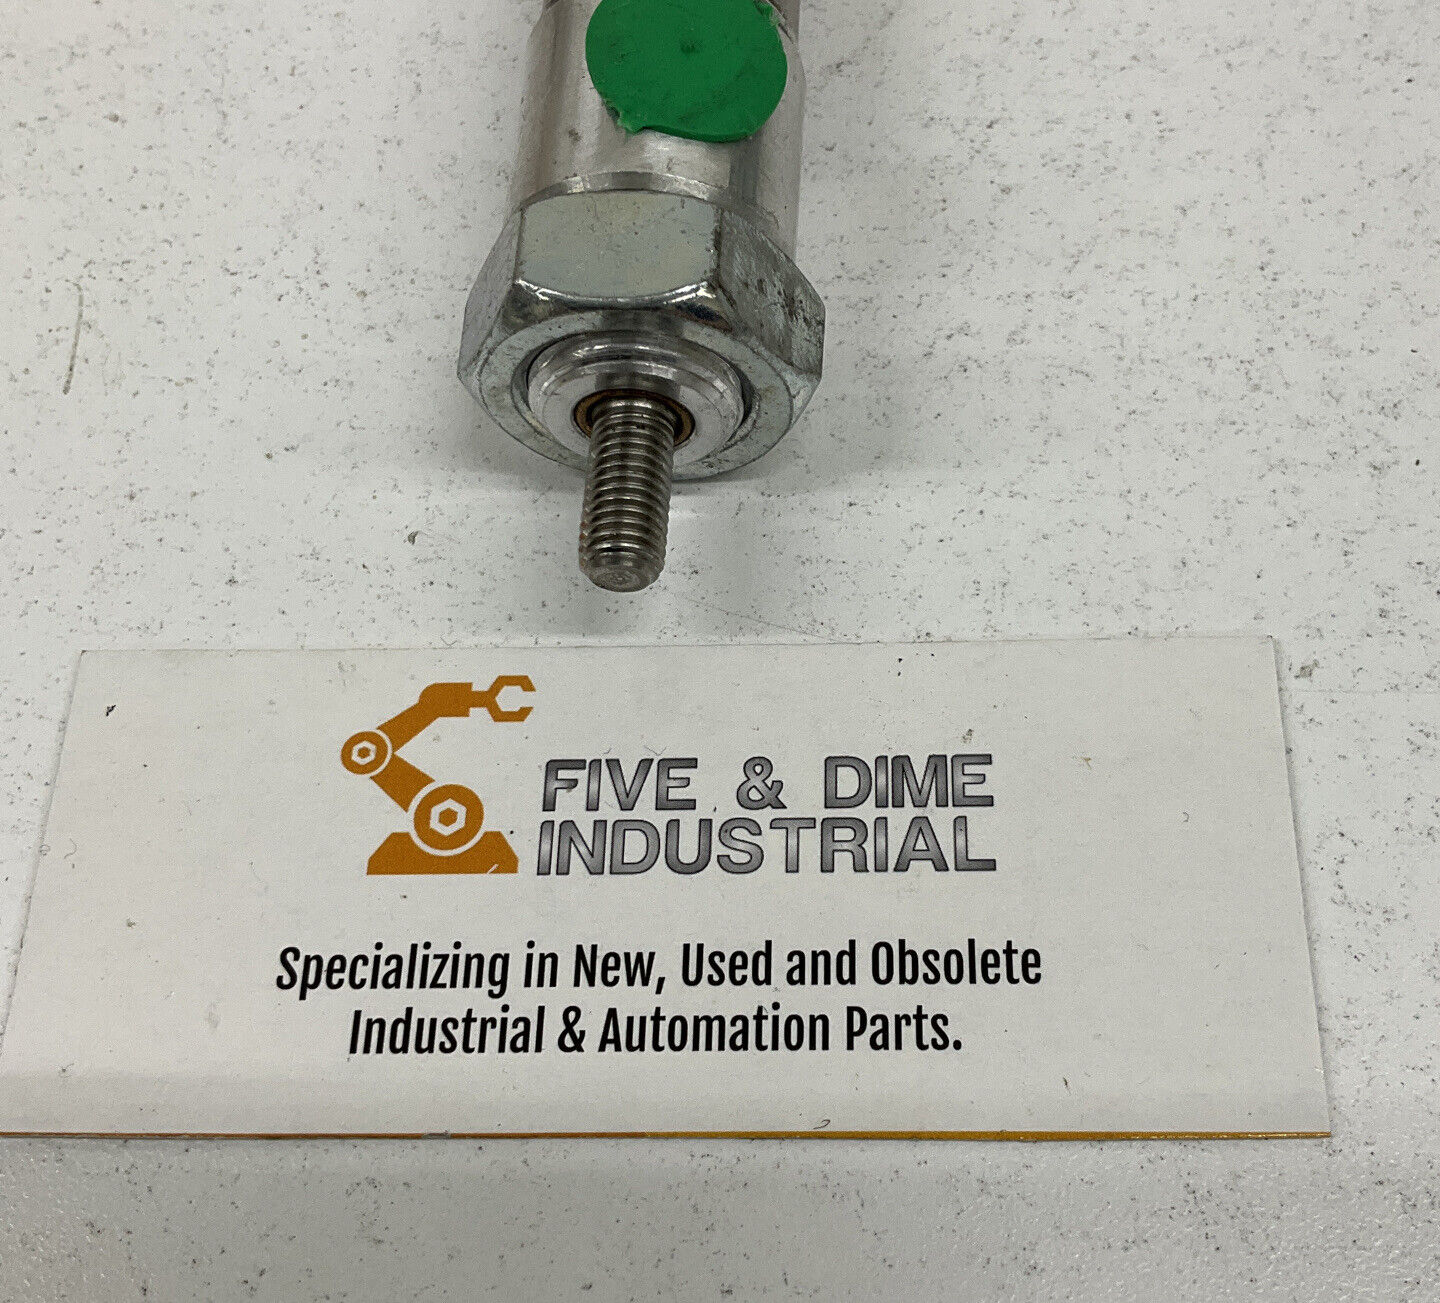 FIVE & DIME
INDUSTRIAL
Specializing in New, Used and Obsolete
Industrial & Automation Parts.